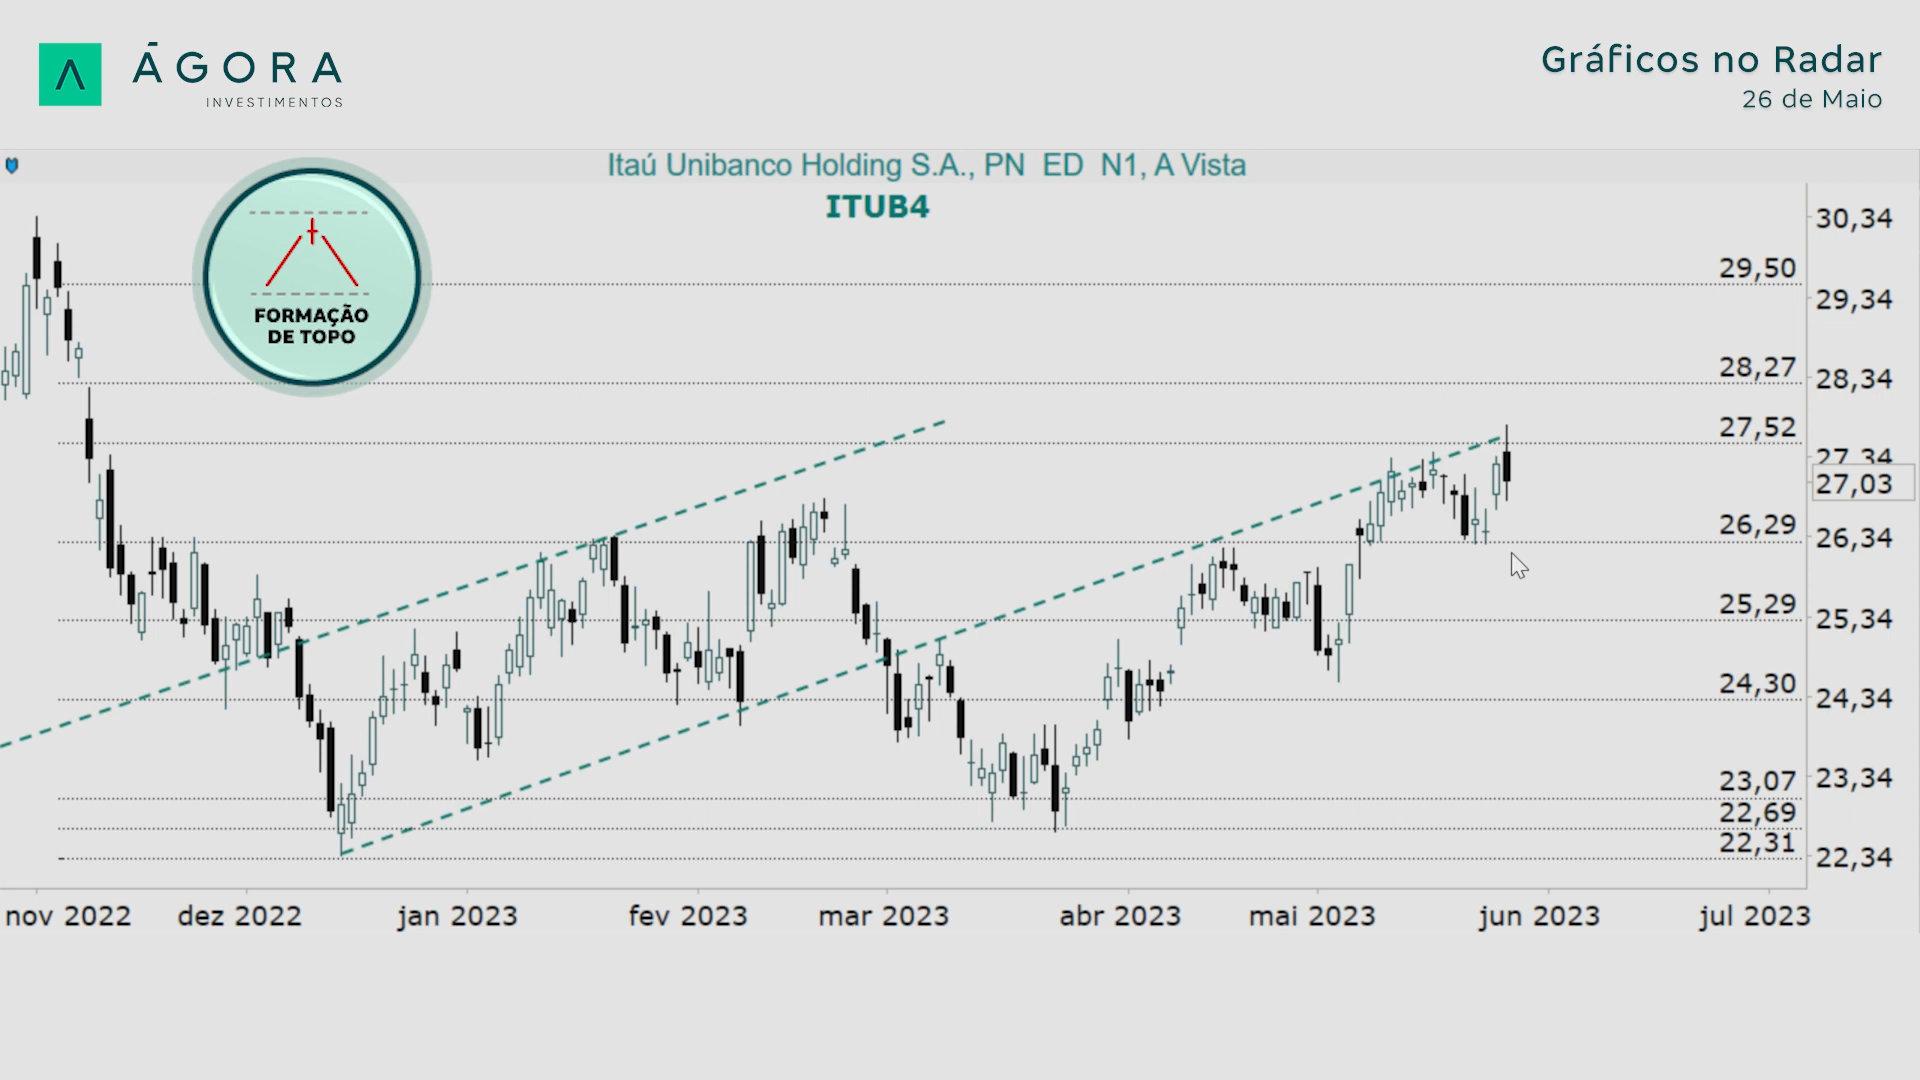 ÁGORA
INVESTIMENTOS
Gráficos no Radar
26 de Maio
Itaú Unibanco Holding S.A., PN ED N1, A Vista
ITUB4
FORMAÇÃO
DE TOPO
29,50
28,27
27,52
26,29
25,29
24,30
23,07
22,69
22,31
30,34
29,34
28,34
27,34
27,03
26,34
25,34
24,34
23,34
22,34
nov 2022 dez 2022 jan 2023 fev 2023 mar 2023 abr 2023 mai 2023 jun 2023 jul 2023